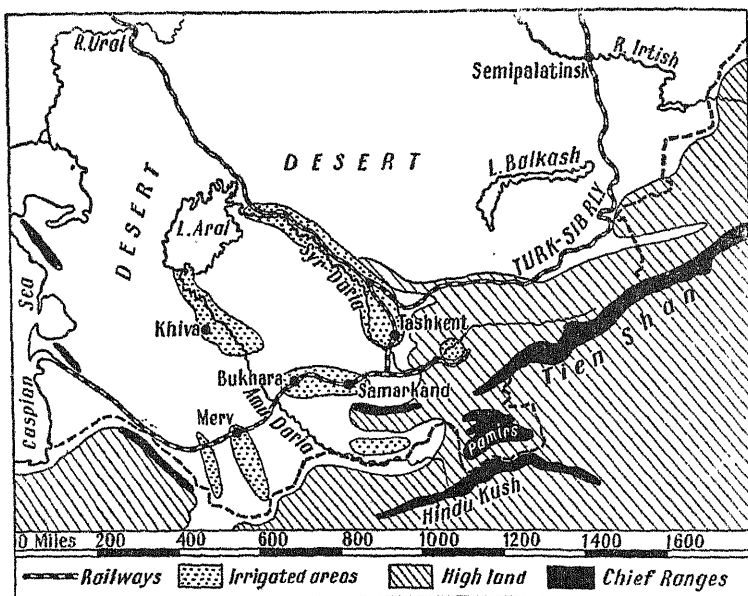 R. Ural
R. Irtish
Semipalatinsk
DESERT
DESERT
L. Balkash
L. Aral
TURK-SIB RLY
Syr-Daria
Khiva
Tashkent
Tien Shan
Caspian Sea
Bukhara
Samarkand
Amu Daria
Merv
Pamirs
Hindu Kush
0 Miles 200 400 600 800 1000 1200 1400 1600
Railways Irrigated areas High land Chief Ranges